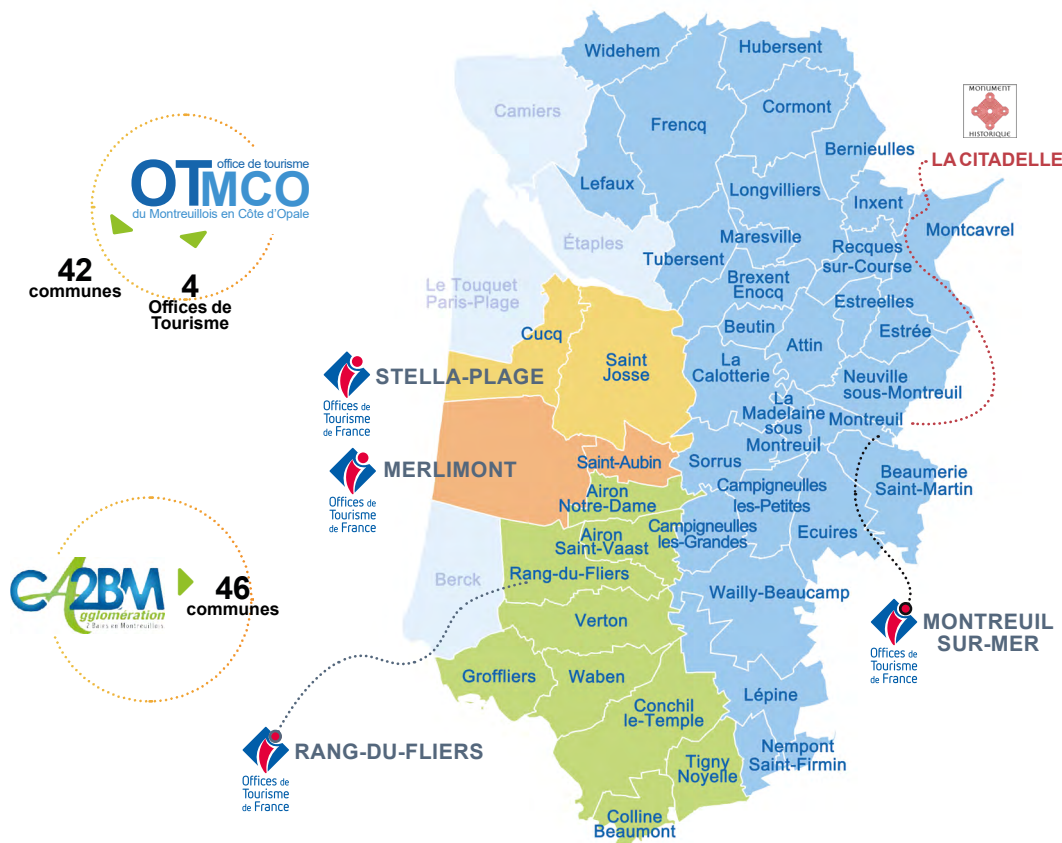 office de tourisme
OTMCO
du Montreuillois en Côte d'Opale
42
communes
4
Offices de
Tourisme
CA2BM
gglomération
2 Baies en Montreuillois
46
communes
Widehem
Hubersent
Camiers
Frencq
Cormont
Bernieulles
MONUMENT
HISTORIQUE
LA CITADELLE
Lefaux
Longvilliers
Inxent
Montcavrel
Étaples
Maresville
Recques
sur-Course
Tubersent
Brexent
Enocq
Le Touquet
Paris-Plage
Estreelles
Cucq
Beutin
Attin
Estrée
Saint
Josse
La
Calotterie
Neuville
sous-Montreuil
La
Madelaine
sous
Montreuil
Montreuil
STELLA-PLAGE
Offices de
Tourisme
de France
MERLIMONT
Offices de
Tourisme
de France
Saint-Aubin
Sorrus
Beaumerie
Saint-Martin
Airon
Notre-Dame
Campigneulles
les-Petites
Airon
Saint-Vaast
Campigneulles
les-Grandes
Ecuires
Berck
Rang-du-Fliers
Wailly-Beaucamp
Verton
MONTREUIL
SUR-MER
Offices de
Tourisme
de France
Groffliers
Waben
Lépine
Conchil
le-Temple
RANG-DU-FLIERS
Offices de
Tourisme
de France
Tigny
Noyelle
Nempont
Saint-Firmin
Colline
Beaumont